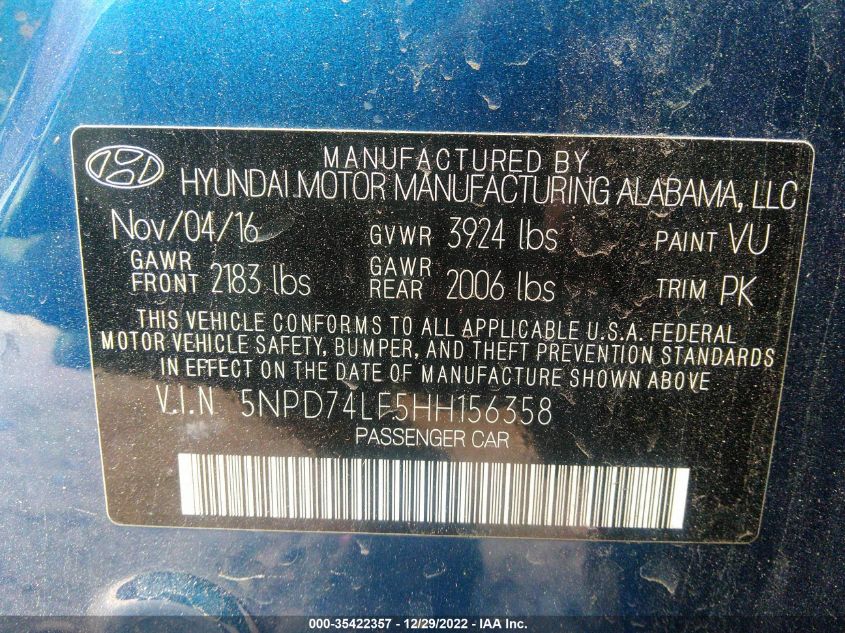 MANUFACTURED BY
HYUNDAI MOTOR MANUFACTURING ALABAMA, LLC
Nov/04/16 GVWR 3924 lbs PAINT VU
GAWR FRONT 2183 lbs GAWR REAR 2006 lbs TRIM PK
THIS VEHICLE CONFORMS TO ALL APPLICABLE U.S.A. FEDERAL
MOTOR VEHICLE SAFETY, BUMPER, AND THEFT PREVENTION STANDARDS
IN EFFECT ON THE DATE OF MANUFACTURE SHOWN ABOVE.
V.I.N 5NPD74LF5HH156358
PASSENGER CAR
000-35422357 - 12/29/2022 - IAA Inc.